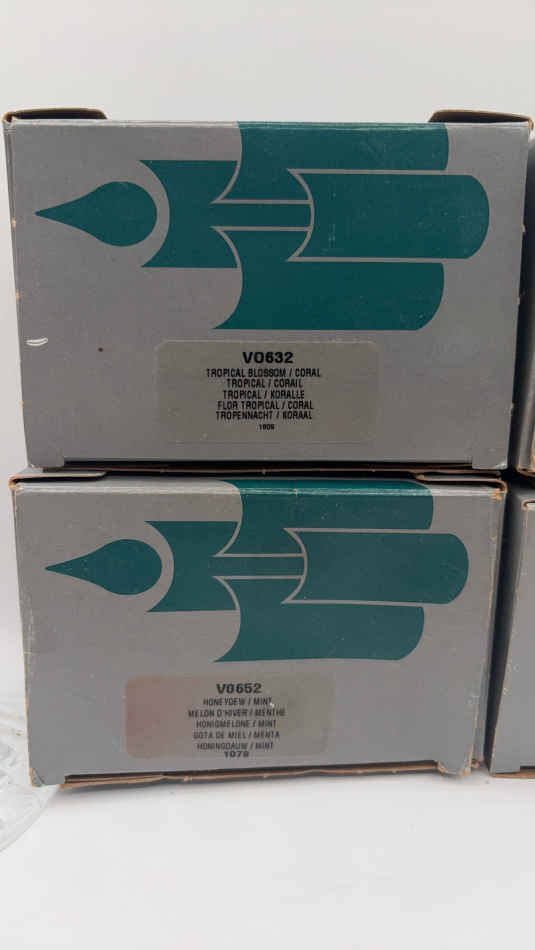 V0632
TROPICAL BLOSSOM / CORAL
TROPICAL / CORAIL
TROPICAL / KORALLE
FLOR TROPICAL / CORAL
TROPENNACHT / KORAAL
1809
V0652
HONEYDEW / MINT
MELON D'HIVER / MENTHE
HONIGMELONE / MINT
GOTA DE MIEL / MENTA
HONINGDAUW / MINT
1079